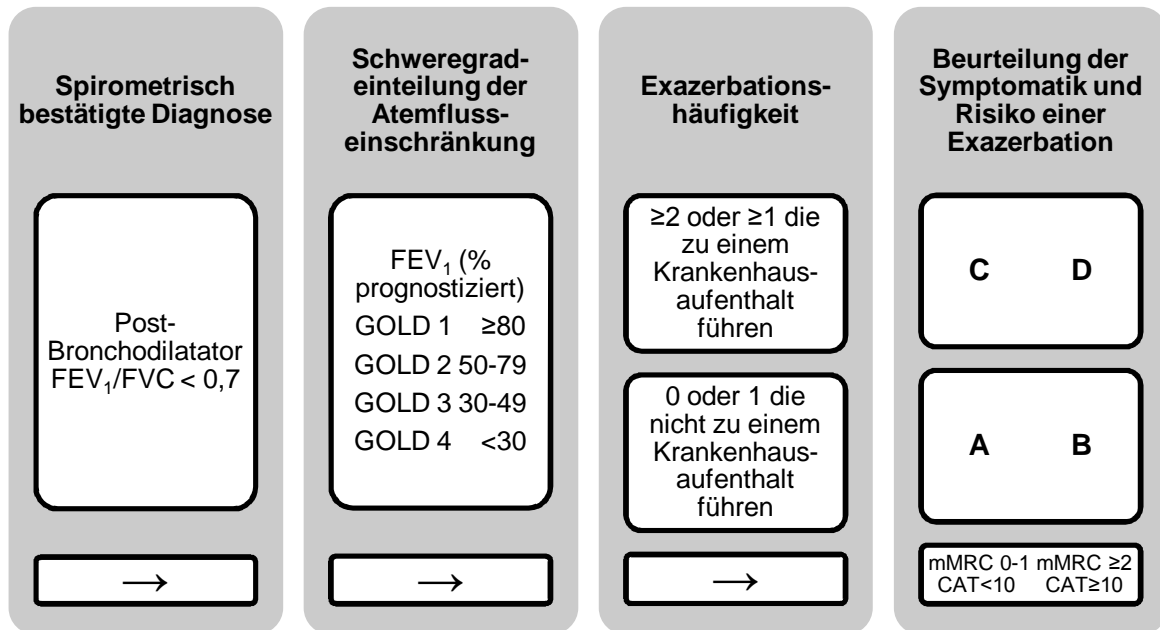 Spirometrisch
bestätigte Diagnose
Post-
Bronchodilatator
FEV₁/FVC < 0,7
→
Schweregrad-
einteilung der
Atemfluss-
einschränkung
FEV₁ (%
prognostiziert)
GOLD 1 ≥80
GOLD 2 50-79
GOLD 3 30-49
GOLD 4 <30
→
Exazerbations-
häufigkeit
≥2 oder ≥1 die
zu einem
Krankenhaus-
aufenthalt
führen
0 oder 1 die
nicht zu einem
Krankenhaus-
aufenthalt
führen
→
Beurteilung der
Symptomatik und
Risiko einer
Exazerbation
C D
A B
mMRC 0-1 mMRC ≥2
CAT<10 CAT≥10